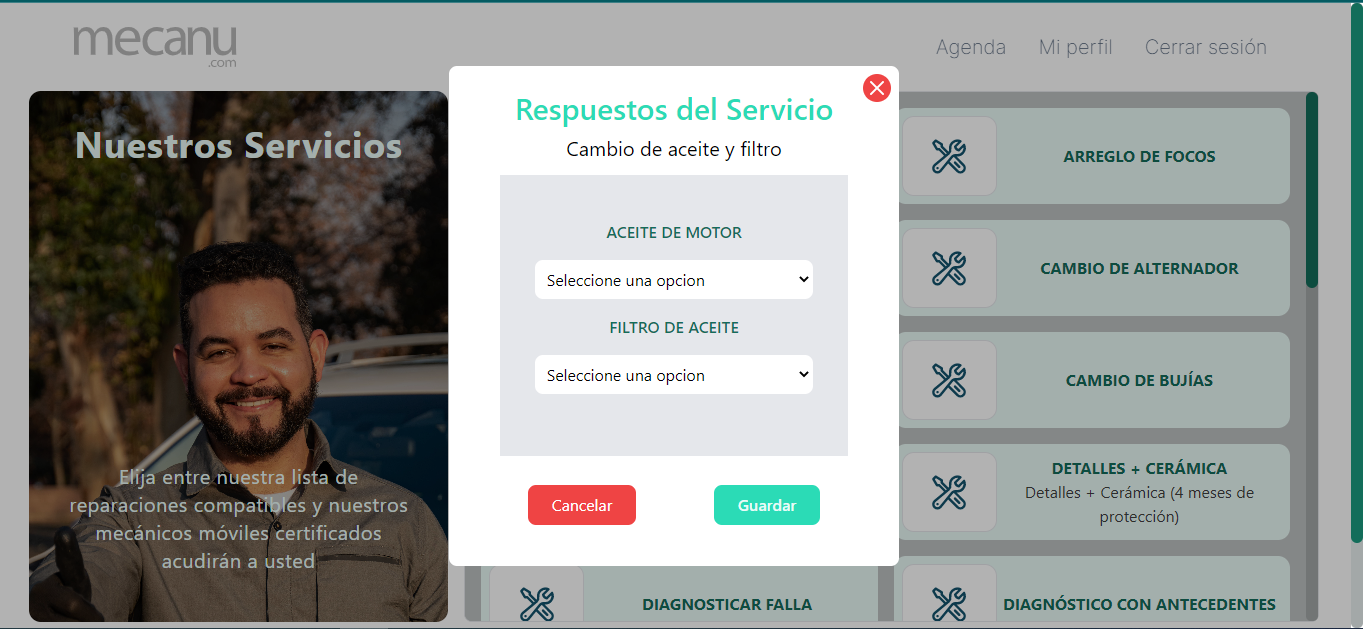 mecanu
.com
Agenda
Mi perfil
Cerrar sesión
Nuestros Servicios
Elija entre nuestra lista de
reparaciones compatibles y nuestros
mecánicos móviles certificados
acudirán a usted
Respuestos del Servicio
Cambio de aceite y filtro
ACEITE DE MOTOR
Seleccione una opcion
FILTRO DE ACEITE
Seleccione una opcion
Cancelar
Guardar
ARREGLO DE FOCOS
CAMBIO DE ALTERNADOR
CAMBIO DE BUJÍAS
DETALLES + CERÁMICA
Detalles + Cerámica (4 meses de
protección)
DIAGNOSTICAR FALLA
DIAGNÓSTICO CON ANTECEDENTES